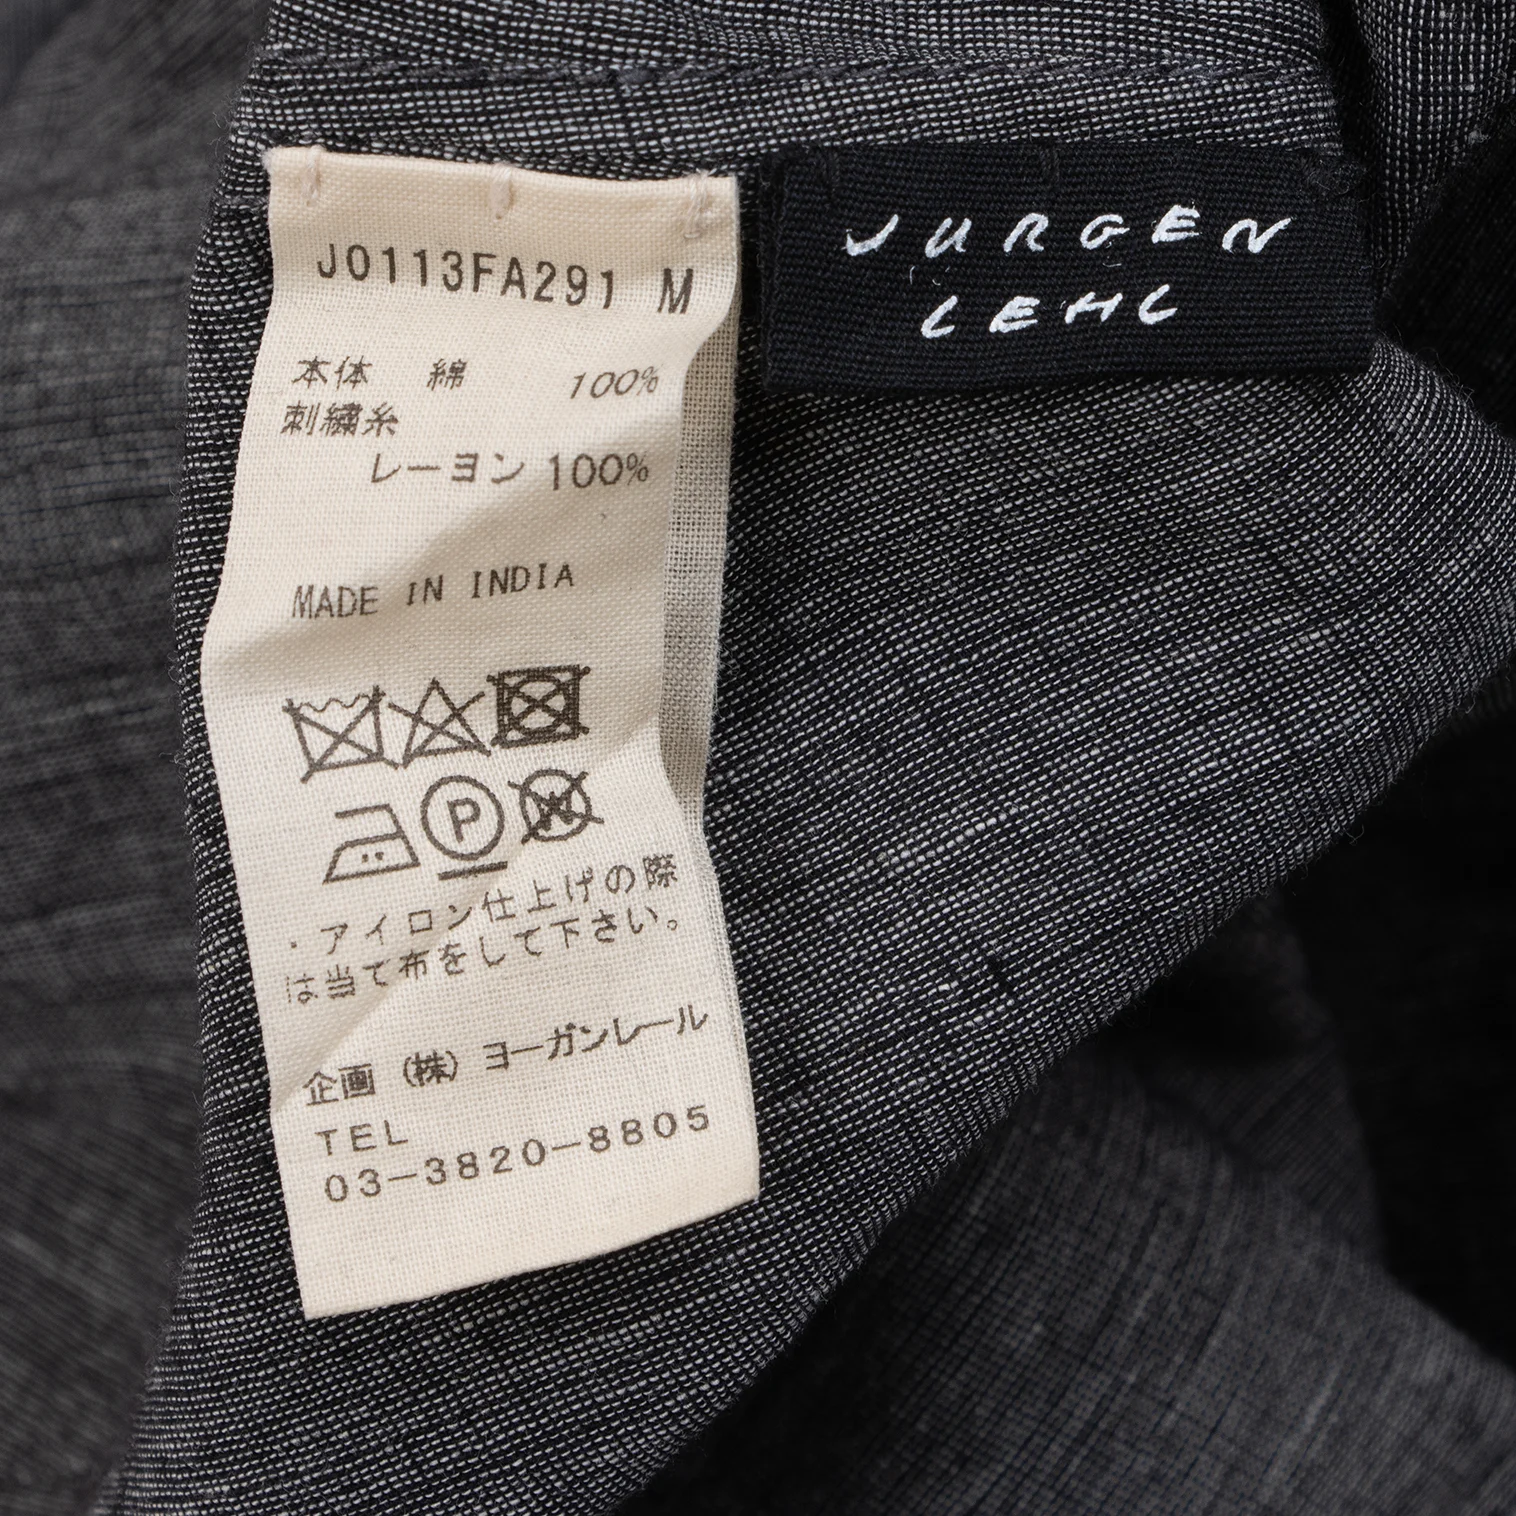 J0113FA291 M
本体 綿 100%
刺繍糸
レーヨン 100%
MADE IN INDIA
P
W
・アイロン仕上げの際
は当て布をして下さい。
企画 (株) ヨーガンレール
TEL
03-3820-8805
JURGEN
LEHL